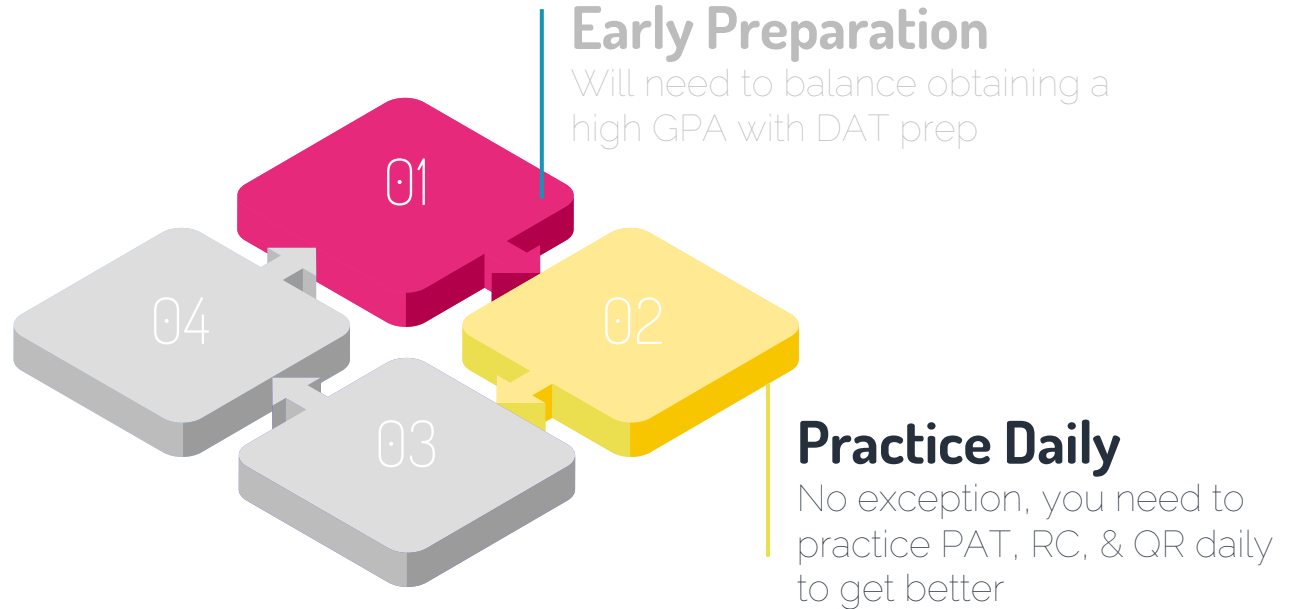 Early Preparation
Will need to balance obtaining a
high GPA with DAT prep
01
04
02
03
Practice Daily
No exception, you need to
practice PAT, RC, & QR daily
to get better